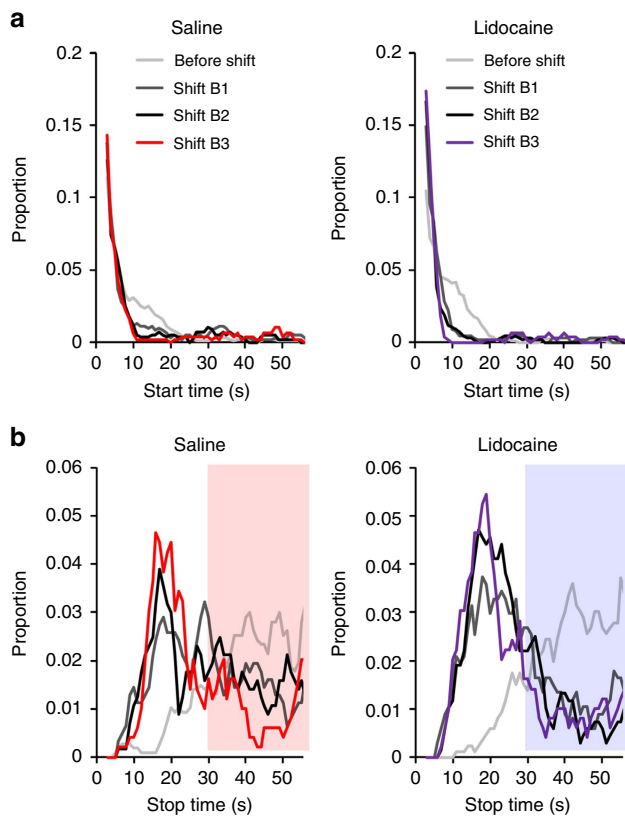 a
Saline
Lidocaine
0.2
0.15
0.1
0.05
0
Proportion
Before shift
Shift B1
Shift B2
Shift B3
0 10 20 30 40 50
Start time (s)
0.2
0.15
0.1
0.05
0
Proportion
Before shift
Shift B1
Shift B2
Shift B3
0 10 20 30 40 50
Start time (s)
b
Saline
Lidocaine
0.06
0.05
0.04
0.03
0.02
0.01
0
Proportion
0 10 20 30 40 50
Stop time (s)
0.06
0.05
0.04
0.03
0.02
0.01
0
Proportion
0 10 20 30 40 50
Stop time (s)